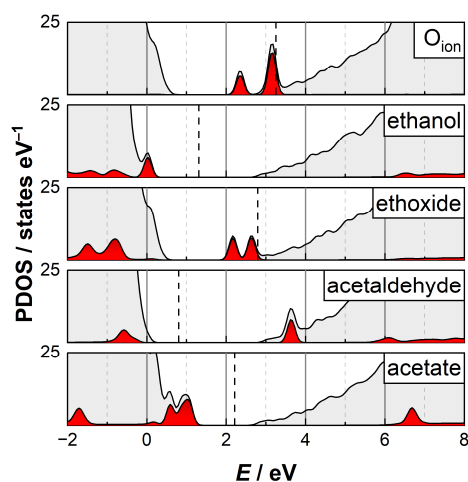 25
O_ion
25
ethanol
25
ethoxide
25
acetaldehyde
25
acetate
PDOS / states eV⁻¹
−2 0 2 4 6 8
E / eV